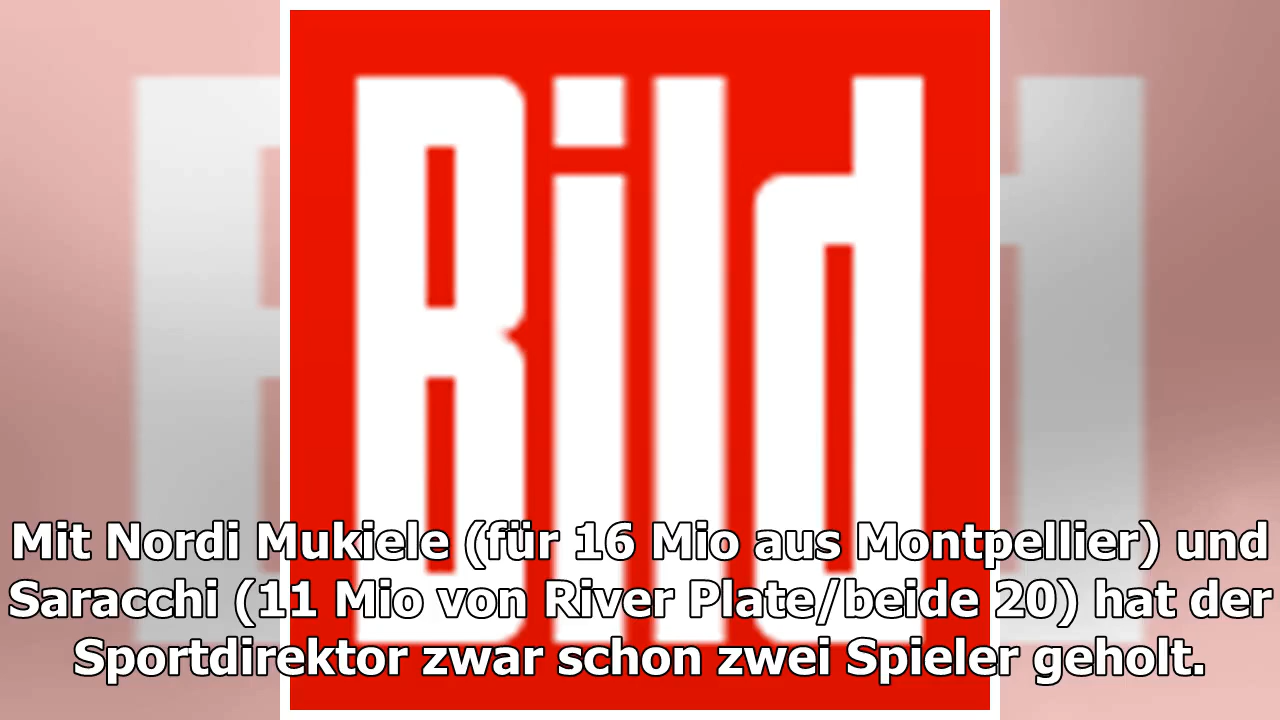 Bild
Mit Nordi Mukiele (für 16 Mio aus Montpellier) und
Saracchi (11 Mio von River Plate/beide 20) hat der
Sportdirektor zwar schon zwei Spieler geholt.